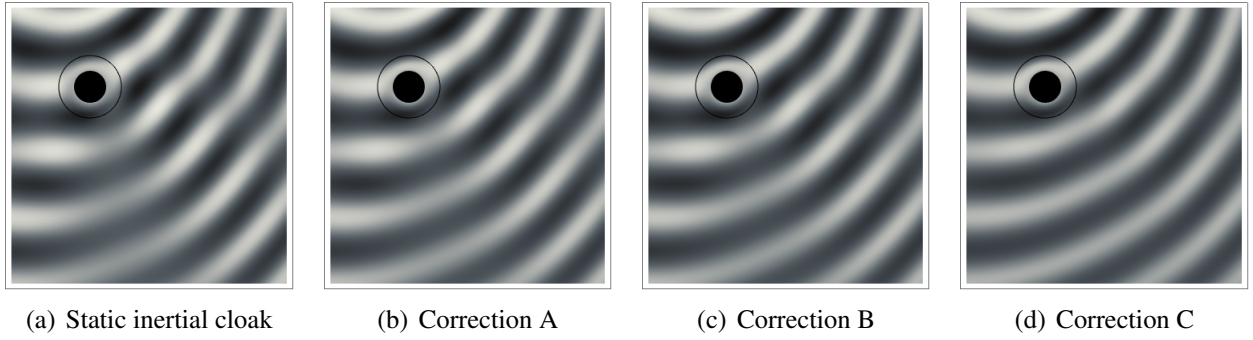 (a) Static inertial cloak
(b) Correction A
(c) Correction B
(d) Correction C